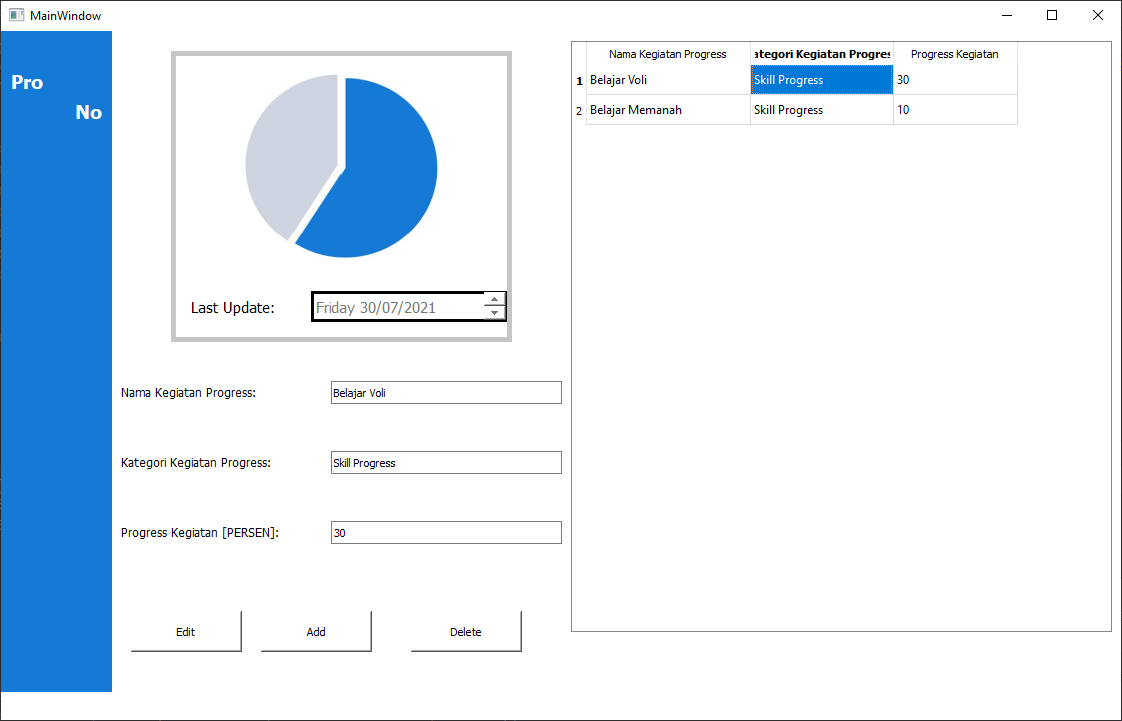 MainWindow
Pro
No
Last Update:
Friday 30/07/2021
Nama Kegiatan Progress:
Belajar Voli
Kategori Kegiatan Progress:
Skill Progress
Progress Kegiatan [PERSEN]:
30
Edit
Add
Delete
Nama Kegiatan Progress
ategori Kegiatan Progres
Progress Kegiatan
1 Belajar Voli Skill Progress 30
2 Belajar Memanah Skill Progress 10